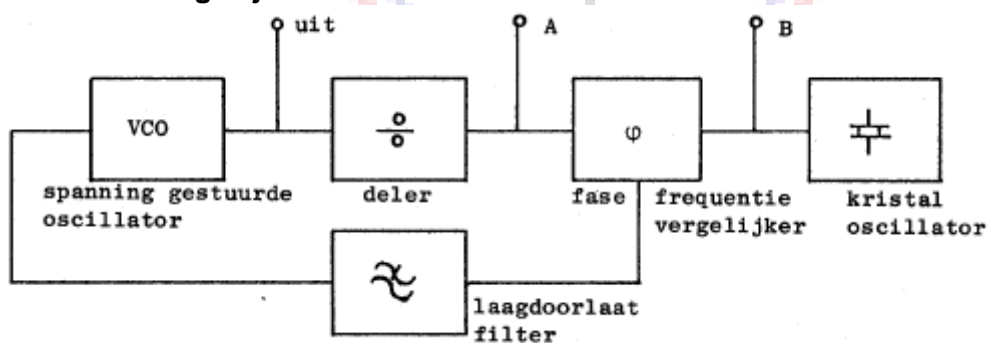 uit
A
B
VCO
φ
spanning gestuurde
oscillator
deler
fase
frequentie
vergelijker
kristal
oscillator
laagdoorlaat
filter